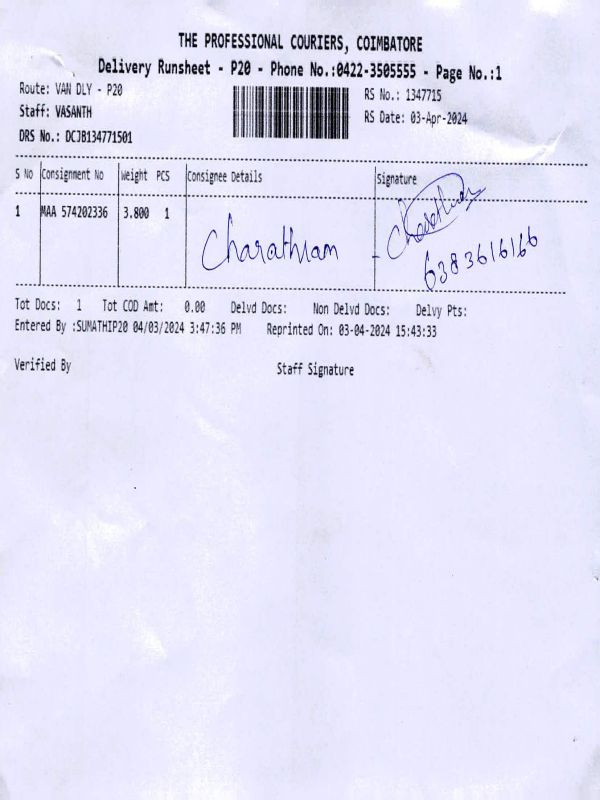 THE PROFESSIONAL COURIERS, COIMBATORE
Delivery Runsheet - P20 - Phone No.:0422-3505555 - Page No.:1
Route: VAN DLY - P20 RS No.: 1347715
Staff: VASANTH RS Date: 03-Apr-2024
DRS No.: DCJB134771501
S No Consignment No Weight PCS Consignee Details Signature
1 MAA 574202336 3.800 1
Charathram - Charathram
6383616166
Tot Docs: 1 Tot COD Amt: 0.00 Delvd Docs: Non Delvd Docs: Delvy Pts:
Entered By :SUMATHIP20 04/03/2024 3:47:36 PM Reprinted On: 03-04-2024 15:43:33
Verified By Staff Signature